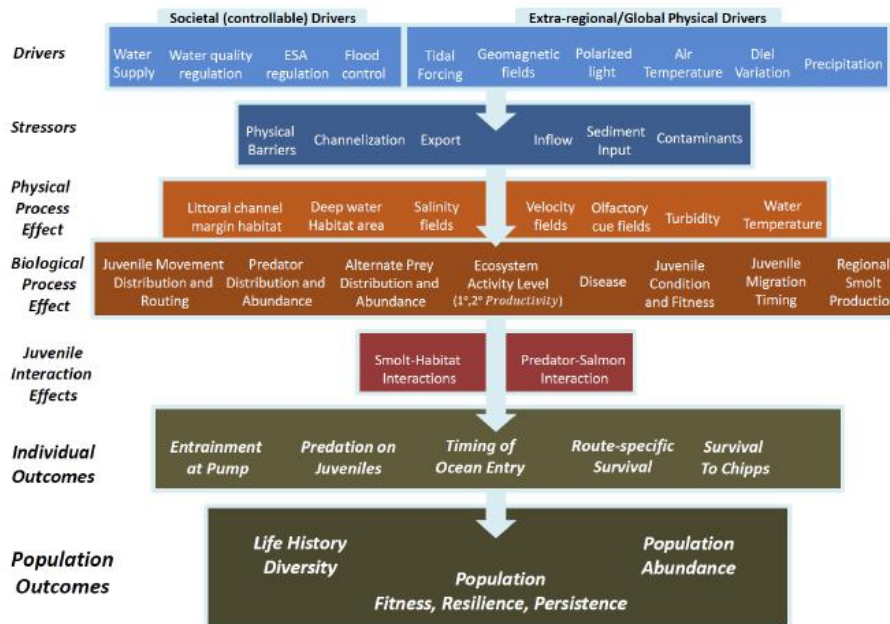 Societal (controllable) Drivers
Extra-regional/Global Physical Drivers
Drivers
Water
Supply
Water quality
regulation
ESA
regulation
Flood
control
Tidal
Forcing
Geomagnetic
fields
Polarized
light
Air
Temperature
Diel
Variation
Precipitation
Stressors
Physical
Barriers
Channelization
Export
Inflow
Sediment
Input
Contaminants
Physical
Process
Effect
Littoral channel
margin habitat
Deep water
Habitat area
Salinity
fields
Velocity
fields
Olfactory
cue fields
Turbidity
Water
Temperature
Biological
Process
Effect
Juvenile Movement
Distribution and
Routing
Predator
Distribution and
Abundance
Alternate Prey
Distribution and
Abundance
Ecosystem
Activity Level
(1°,2° Productivity)
Disease
Juvenile
Condition
and Fitness
Juvenile
Migration
Timing
Regional
Smolt
Production
Juvenile
Interaction
Effects
Smolt-Habitat
Interactions
Predator-Salmon
Interaction
Individual
Outcomes
Entrainment
at Pump
Predation on
Juveniles
Timing of
Ocean Entry
Route-specific
Survival
Survival
To Chipps
Population
Outcomes
Life History
Diversity
Population
Fitness, Resilience, Persistence
Population
Abundance